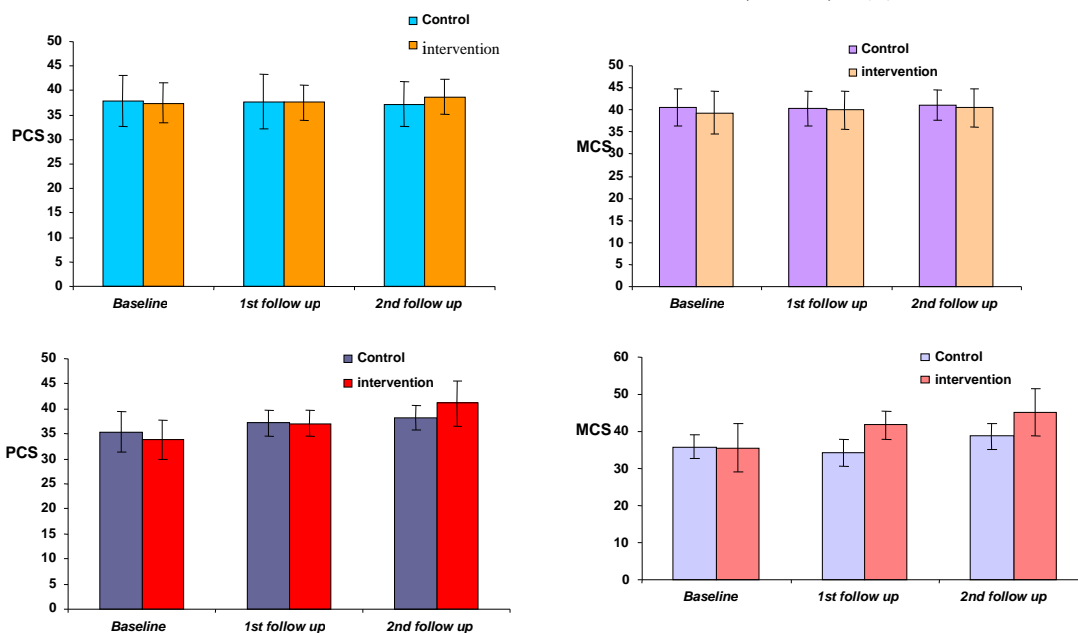 Control
intervention
50
45
40
35
30
25
20
15
10
5
0
PCS
Baseline
1st follow up
2nd follow up
Control
intervention
50
45
40
35
30
25
20
15
10
5
0
MCS
Baseline
1st follow up
2nd follow up
Control
intervention
50
45
40
35
30
25
20
15
10
5
0
PCS
Baseline
1st follow up
2nd follow up
Control
intervention
60
50
40
30
20
10
0
MCS
Baseline
1st follow up
2nd follow up